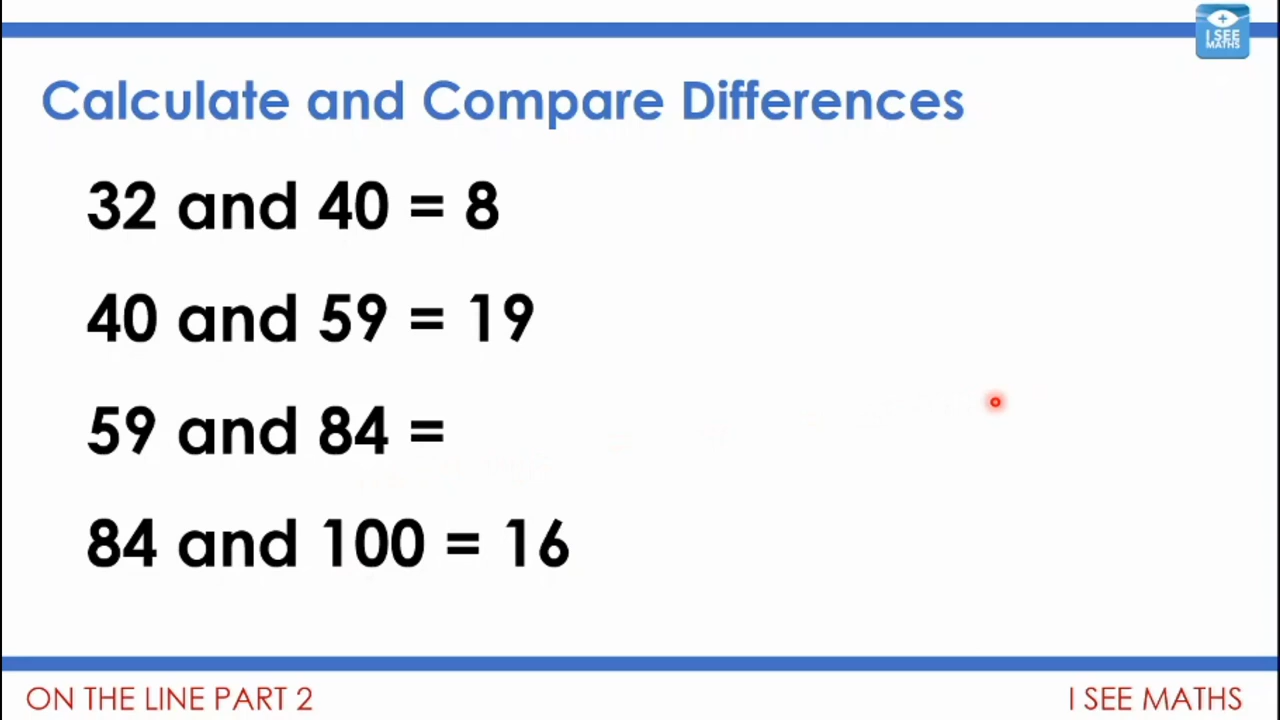 +
I SEE
MATHS
Calculate and Compare Differences
32 and 40 = 8
40 and 59 = 19
59 and 84 =
84 and 100 = 16
ON THE LINE PART 2
I SEE MATHS